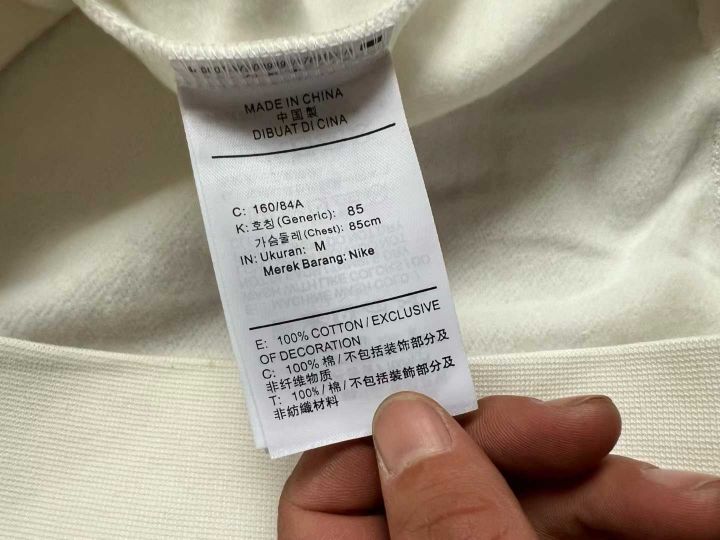 MADE IN CHINA
中国製
DIBUAT DI CINA
C: 160/84A
K: 호칭 (Generic): 85
가슴둘레 (Chest): 85cm
IN: Ukuran: M
Merek Barang: Nike
E: 100% COTTON / EXCLUSIVE
OF DECORATION
C: 100% 棉 / 不包括装饰部分及
非纤维物质
T: 100% / 棉 / 不包括裝飾部分及
非紡織材料